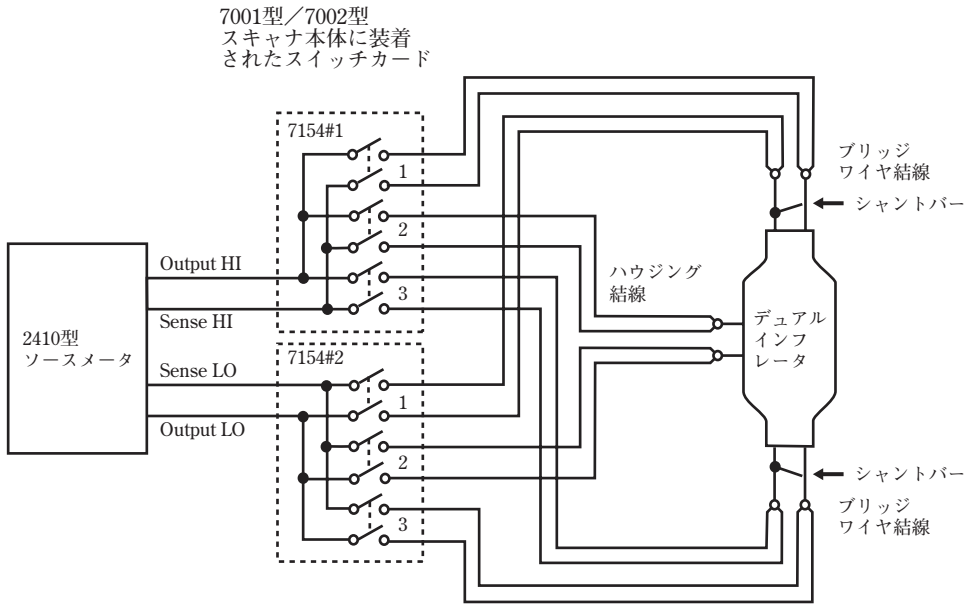 7001型／7002型
スキャナ本体に装着
されたスイッチカード
7154#1
1
2
3
Output HI
Sense HI
2410型
ソースメータ
Sense LO
Output LO
7154#2
1
2
3
ブリッジ
ワイヤ結線
シャントバー
ハウジング
結線
デュアル
インフ
レータ
シャントバー
ブリッジ
ワイヤ結線